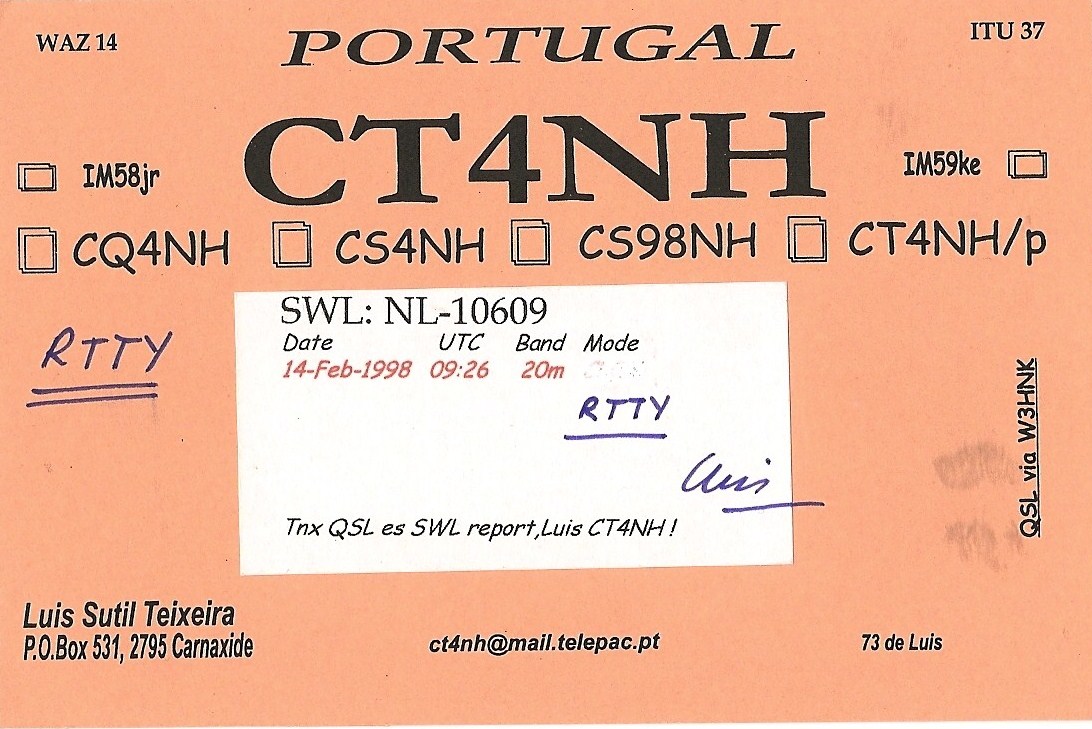 WAZ 14
PORTUGAL
ITU 37
CT4NH
IM58jr
IM59ke
CQ4NH CS4NH CS98NH CT4NH/p
RTTY
SWL: NL-10609
Date UTC Band Mode
14-Feb-1998 09:26 20m
RTTY
Luis
Tnx QSL es SWL report,Luis CT4NH !
QSL via W3HNK
Luis Sutil Teixeira
P.O.Box 531, 2795 Carnaxide
ct4nh@mail.telepac.pt
73 de Luis